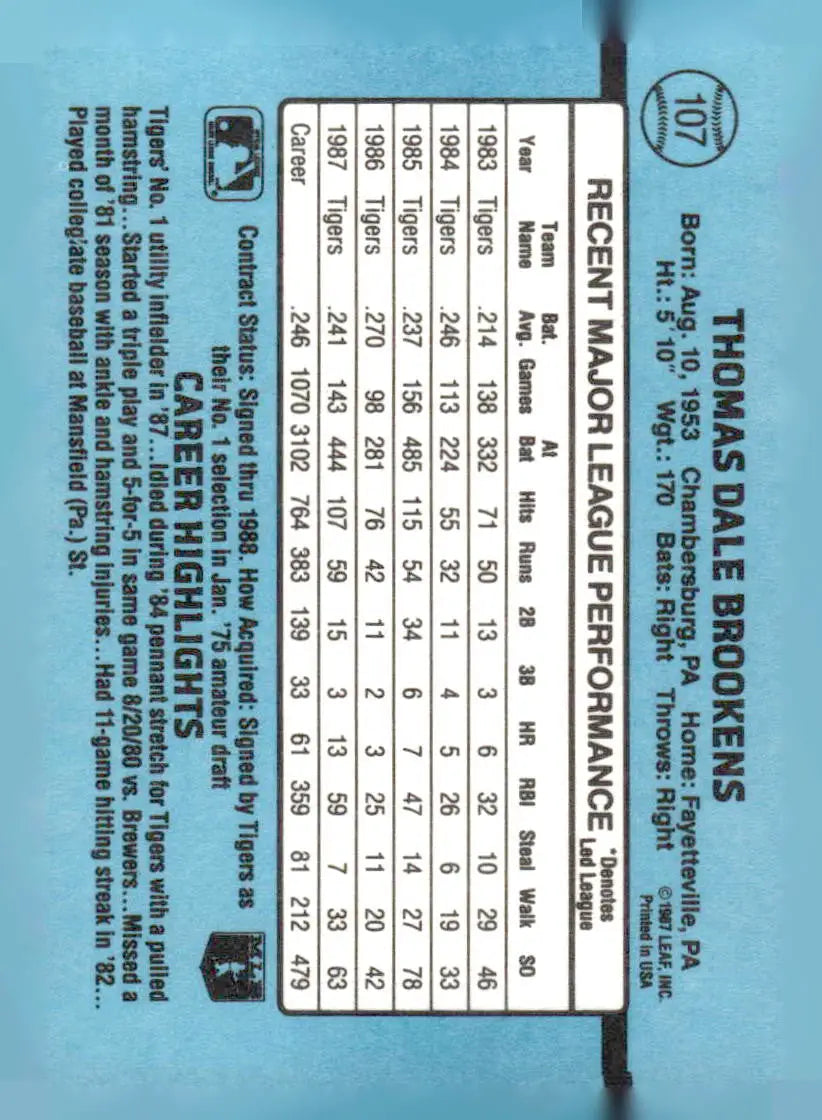 107
THOMAS DALE BROOKENS
Born: Aug. 10, 1953 Chambersburg, PA Home: Fayetteville, PA
Ht.: 5' 10" Wgt.: 170 Bats: Right Throws: Right
©1987 LEAF, INC.
Printed in USA
RECENT MAJOR LEAGUE PERFORMANCE *Denotes Led League
Year Team Name Bat. Avg. Games At Bat Hits Runs 2B 3B HR RBI Steal Walk SO
1983 Tigers .214 138 332 71 50 13 3 6 32 10 29 46
1984 Tigers .246 113 224 55 32 11 4 5 26 6 19 33
1985 Tigers .237 156 485 115 54 34 6 7 47 14 27 78
1986 Tigers .270 98 281 76 42 11 2 3 25 11 20 42
1987 Tigers .241 143 444 107 59 15 3 13 59 7 33 63
Career .246 1070 3102 764 383 139 33 61 359 81 212 479
Contract Status: Signed thru 1988. How Acquired: Signed by Tigers as
their No. 1 selection in Jan. '75 amateur draft
MLB
CAREER HIGHLIGHTS
Tigers' No. 1 utility infielder in '87...Idled during '84 pennant stretch for Tigers with a pulled
hamstring...Started a triple play and 5-for-5 in same game 8/20/80 vs. Brewers...Missed a
month of '81 season with ankle and hamstring injuries...Had 11-game hitting streak in '82...
Played collegiate baseball at Mansfield (Pa.) St.